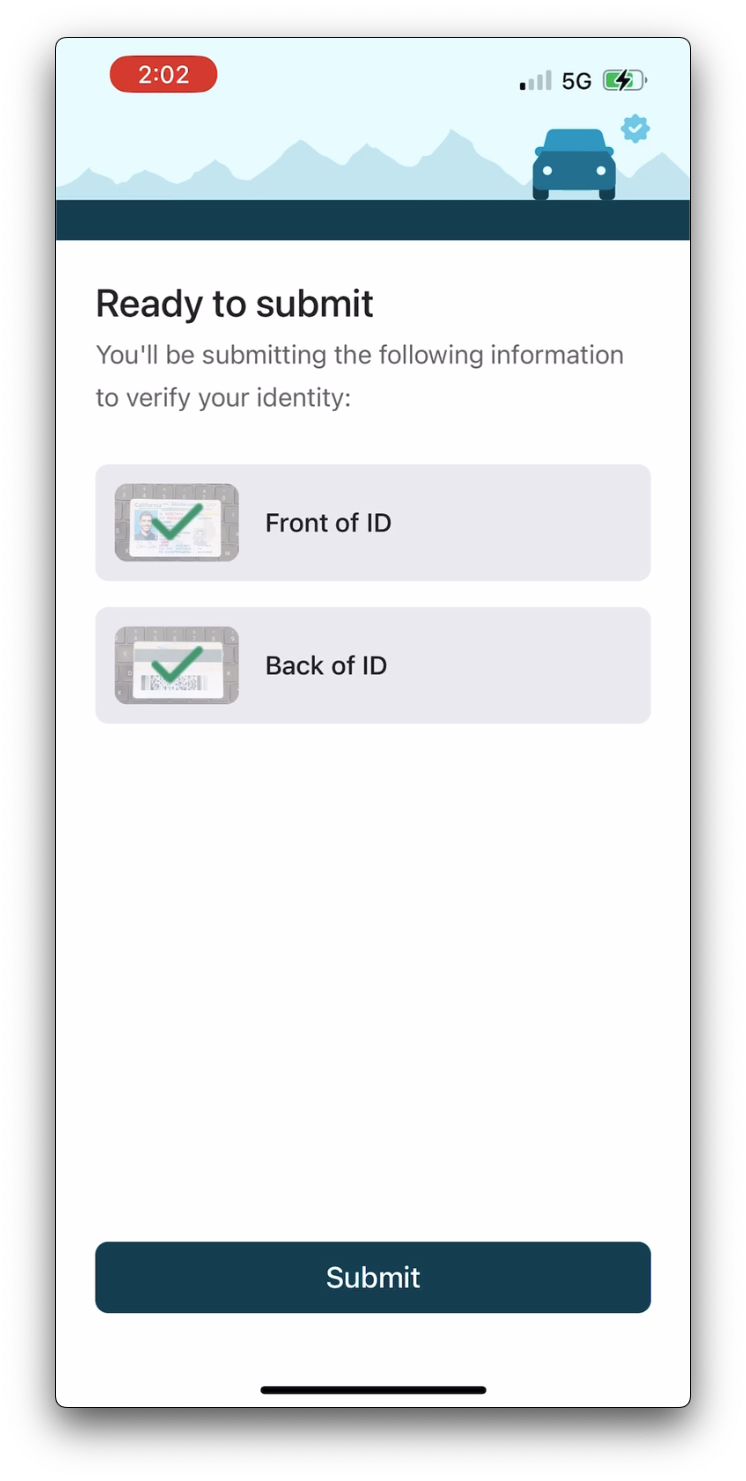 2:02
5G
Ready to submit
You'll be submitting the following information
to verify your identity:
California
Front of ID
Back of ID
Submit